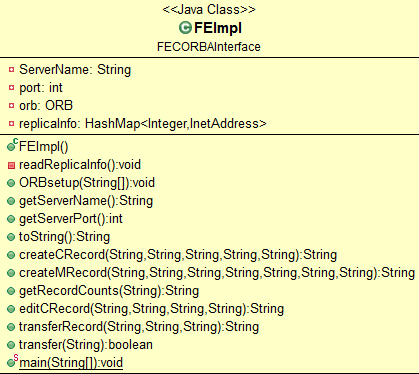 <<Java Class>>
FEImpl
FECORBAInterface
ServerName: String
port: int
orb: ORB
replicaInfo: HashMap<Integer,InetAddress>
FEImpl()
readReplicaInfo():void
ORBsetup(String[]):void
getServerName():String
getServerPort():int
toString():String
createCRecord(String,String,String,String,String):String
createMRecord(String,String,String,String,String,String,String):String
getRecordCounts(String):String
editCRecord(String,String,String,String):String
transferRecord(String,String,String):String
transfer(String):boolean
main(String[]):void